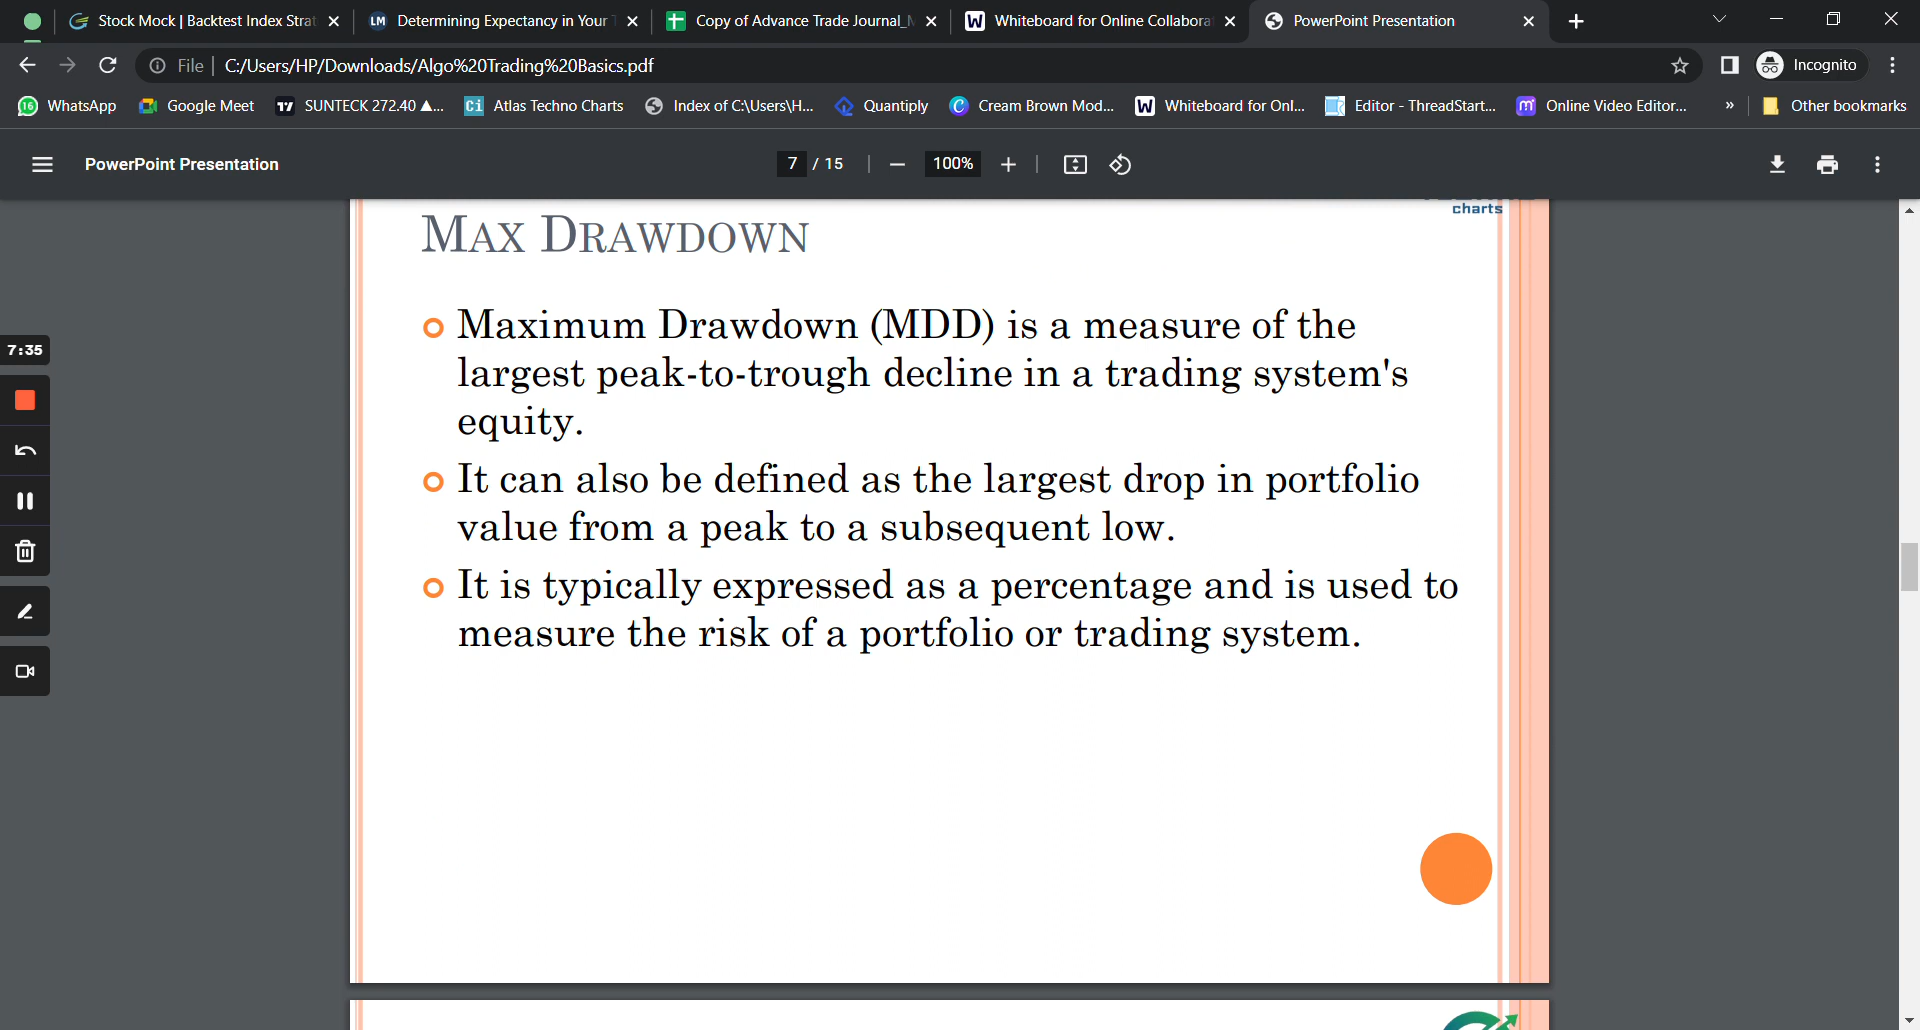 Stock Mock | Backtest Index Strat
LM Determining Expectancy in Your T
Copy of Advance Trade Journal_
W Whiteboard for Online Collabora
PowerPoint Presentation
File | C:/Users/HP/Downloads/Algo%20Trading%20Basics.pdf
Incognito
16 WhatsApp
Google Meet
SUNTECK 272.40 ▲...
Ci Atlas Techno Charts
Index of C:\Users\H...
Quantiply
C Cream Brown Mod...
W Whiteboard for Onl...
Editor - ThreadStart...
m Online Video Editor...
»
Other bookmarks
PowerPoint Presentation
7 / 15
100%
charts
MAX DRAWDOWN
Maximum Drawdown (MDD) is a measure of the
largest peak-to-trough decline in a trading system's
equity.
It can also be defined as the largest drop in portfolio
value from a peak to a subsequent low.
It is typically expressed as a percentage and is used to
measure the risk of a portfolio or trading system.
7:35